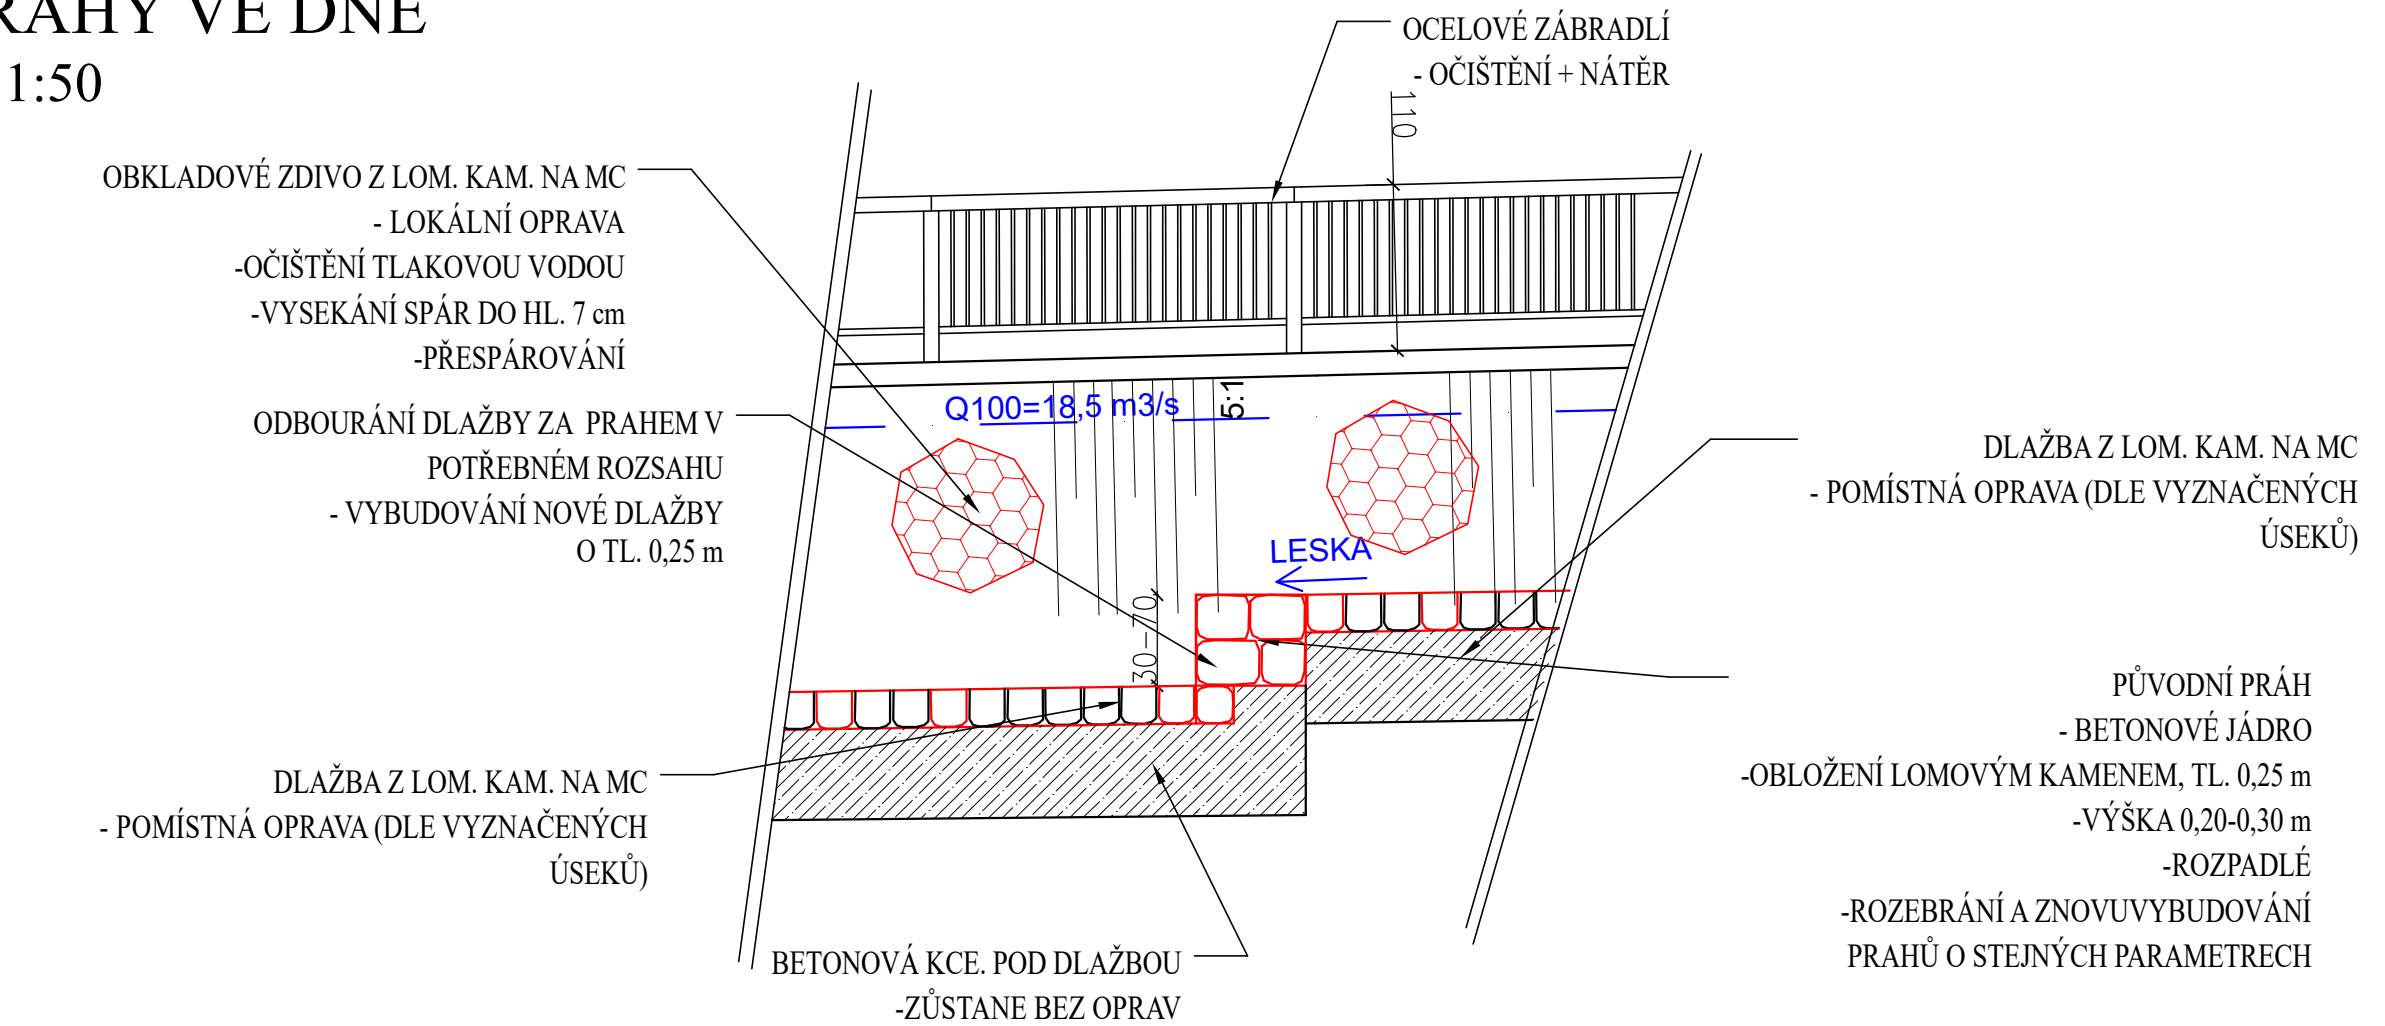 RAHY VE DNE
1:50
OCELOVÉ ZÁBRADLÍ
- OČIŠTĚNÍ + NÁTĚR
110
OBKLADOVÉ ZDIVO Z LOM. KAM. NA MC
- LOKÁLNÍ OPRAVA
-OČIŠTĚNÍ TLAKOVOU VODOU
-VYSEKÁNÍ SPÁR DO HL. 7 cm
-PŘESPÁROVÁNÍ
Q100=18,5 m3/s
5:1
ODBOURÁNÍ DLAŽBY ZA PRAHEM V
POTŘEBNÉM ROZSAHU
- VYBUDOVÁNÍ NOVÉ DLAŽBY
O TL. 0,25 m
DLAŽBA Z LOM. KAM. NA MC
- POMÍSTNÁ OPRAVA (DLE VYZNAČENÝCH
ÚSEKŮ)
LESKA
30-70
PŮVODNÍ PRÁH
- BETONOVÉ JÁDRO
-OBLOŽENÍ LOMOVÝM KAMENEM, TL. 0,25 m
-VÝŠKA 0,20-0,30 m
-ROZPADLÉ
-ROZEBRÁNÍ A ZNOVUVYBUDOVÁNÍ
PRAHŮ O STEJNÝCH PARAMETRECH
DLAŽBA Z LOM. KAM. NA MC
- POMÍSTNÁ OPRAVA (DLE VYZNAČENÝCH
ÚSEKŮ)
BETONOVÁ KCE. POD DLAŽBOU
-ZŮSTANE BEZ OPRAV